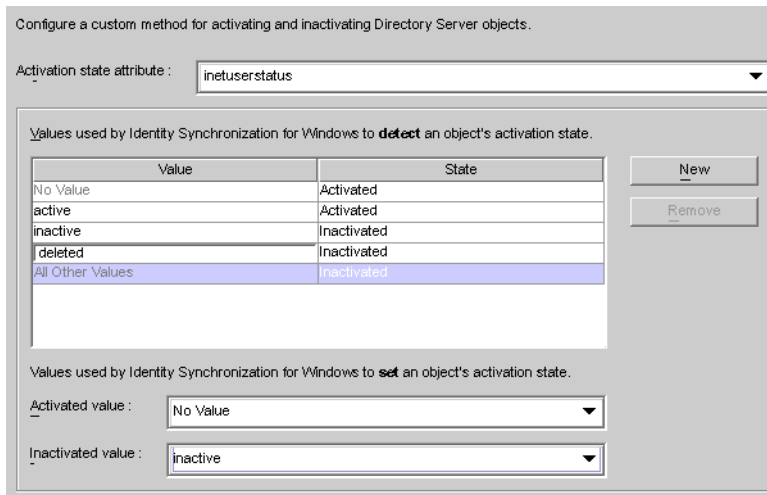 Configure a custom method for activating and inactivating Directory Server objects.
Activation state attribute : inetuserstatus
Values used by Identity Synchronization for Windows to detect an object's activation state.
Value State
No Value Activated
active Activated
inactive Inactivated
deleted Inactivated
All Other Values Inactivated
New
Remove
Values used by Identity Synchronization for Windows to set an object's activation state.
Activated value : No Value
Inactivated value : inactive